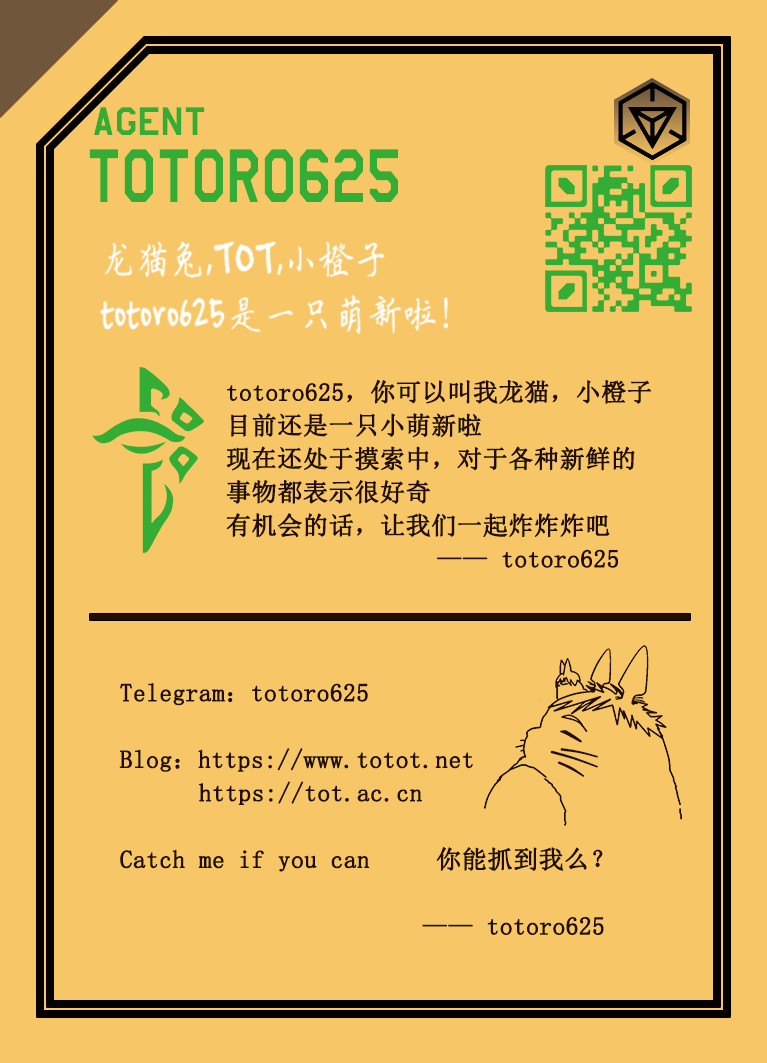 AGENT
TOTORO625
龙猫兔,TOT,小橙子
totoro625是一只萌新啦!
totoro625，你可以叫我龙猫，小橙子
目前还是一只小萌新啦
现在还处于摸索中，对于各种新鲜的
事物都表示很好奇
有机会的话，让我们一起炸炸炸吧
—— totoro625
Telegram：totoro625
Blog：https://www.totot.net
https://tot.ac.cn
Catch me if you can 你能抓到我么？
—— totoro625